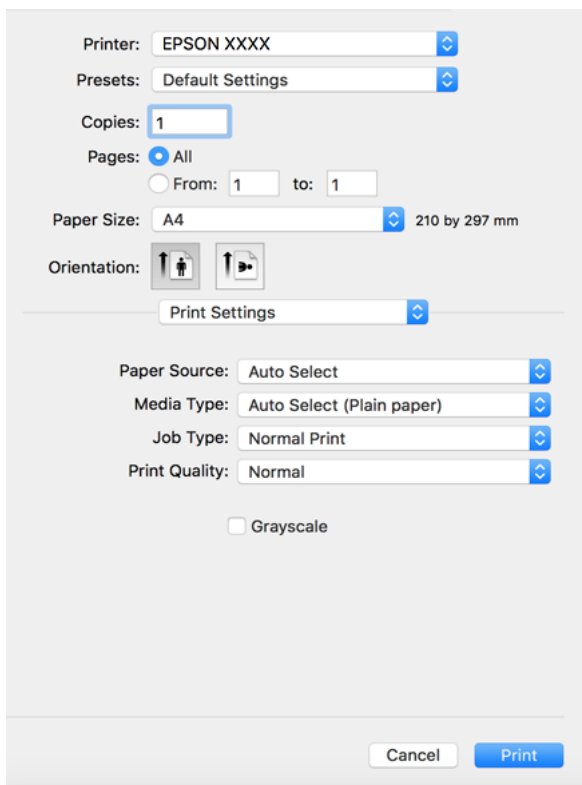 Printer: EPSON XXXX
Presets: Default Settings
Copies: 1
Pages: All
From: 1 to: 1
Paper Size: A4 210 by 297 mm
Orientation:
Print Settings
Paper Source: Auto Select
Media Type: Auto Select (Plain paper)
Job Type: Normal Print
Print Quality: Normal
Grayscale
Cancel Print